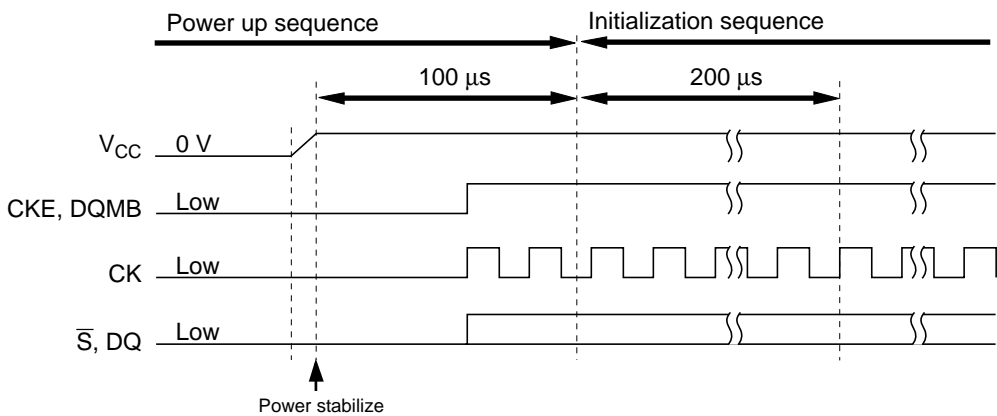 Power up sequence Initialization sequence
100 μs 200 μs
VCC 0 V
CKE, DQMB Low
CK Low
S̅, DQ Low
Power stabilize